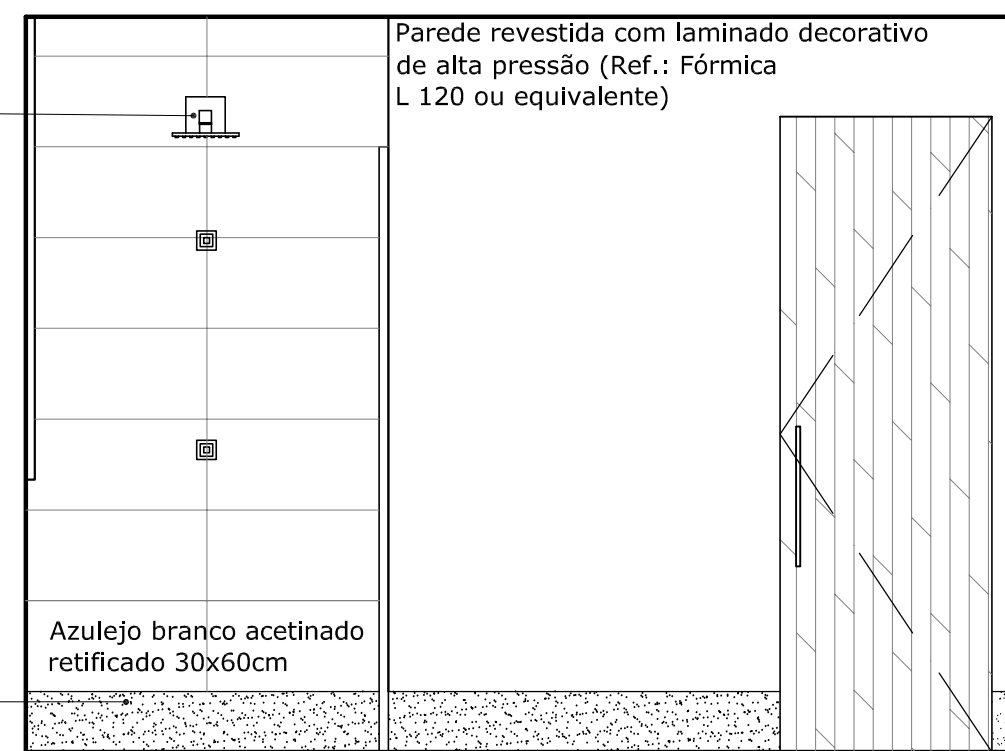 Parede revestida com laminado decorativo
de alta pressão (Ref.: Fórmica
L 120 ou equivalente)
Azulejo branco acetinado
retificado 30x60cm